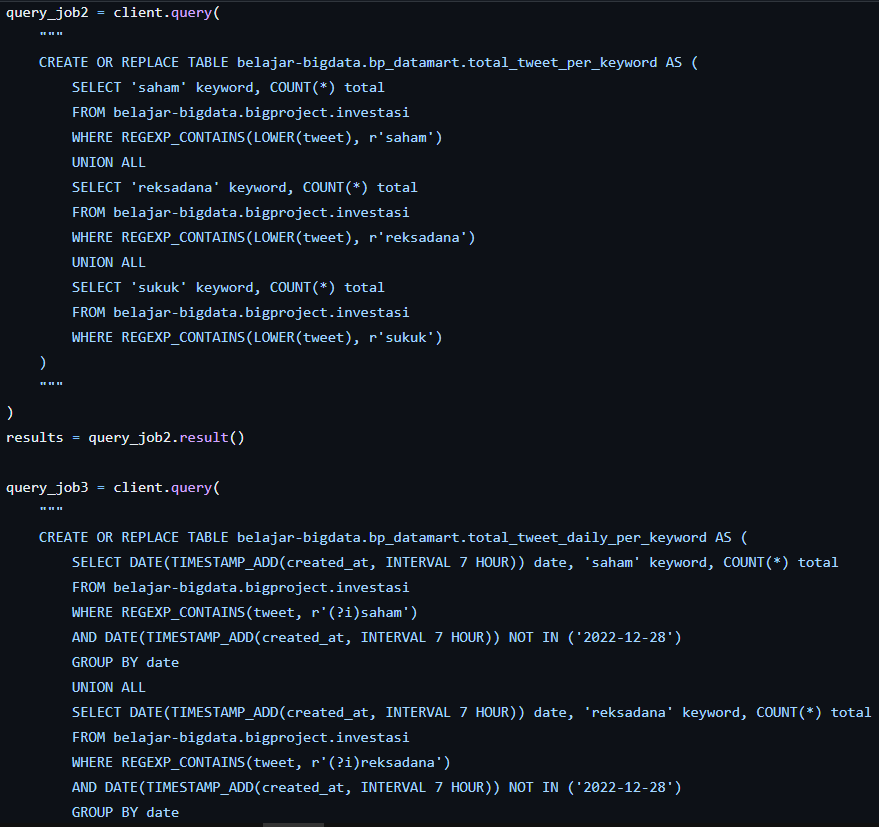 query_job2 = client.query(
    """
    CREATE OR REPLACE TABLE belajar-bigdata.bp_datamart.total_tweet_per_keyword AS (
        SELECT 'saham' keyword, COUNT(*) total
        FROM belajar-bigdata.bigproject.investasi
        WHERE REGEXP_CONTAINS(LOWER(tweet), r'saham')
        UNION ALL
        SELECT 'reksadana' keyword, COUNT(*) total
        FROM belajar-bigdata.bigproject.investasi
        WHERE REGEXP_CONTAINS(LOWER(tweet), r'reksadana')
        UNION ALL
        SELECT 'sukuk' keyword, COUNT(*) total
        FROM belajar-bigdata.bigproject.investasi
        WHERE REGEXP_CONTAINS(LOWER(tweet), r'sukuk')
    )
    """
)
results = query_job2.result()

query_job3 = client.query(
    """
    CREATE OR REPLACE TABLE belajar-bigdata.bp_datamart.total_tweet_daily_per_keyword AS (
        SELECT DATE(TIMESTAMP_ADD(created_at, INTERVAL 7 HOUR)) date, 'saham' keyword, COUNT(*) total
        FROM belajar-bigdata.bigproject.investasi
        WHERE REGEXP_CONTAINS(tweet, r'(?i)saham')
        AND DATE(TIMESTAMP_ADD(created_at, INTERVAL 7 HOUR)) NOT IN ('2022-12-28')
        GROUP BY date
        UNION ALL
        SELECT DATE(TIMESTAMP_ADD(created_at, INTERVAL 7 HOUR)) date, 'reksadana' keyword, COUNT(*) total
        FROM belajar-bigdata.bigproject.investasi
        WHERE REGEXP_CONTAINS(tweet, r'(?i)reksadana')
        AND DATE(TIMESTAMP_ADD(created_at, INTERVAL 7 HOUR)) NOT IN ('2022-12-28')
        GROUP BY date